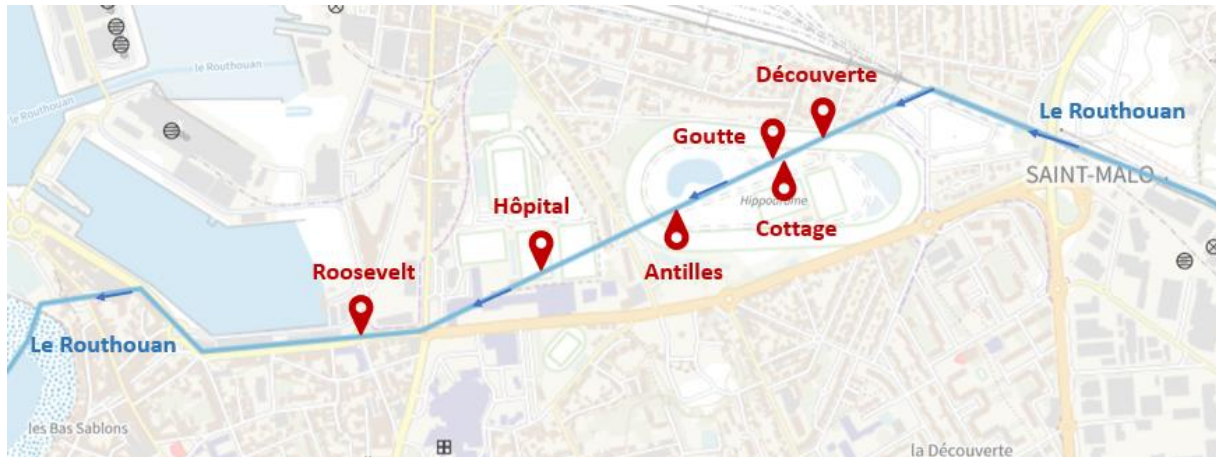 le Routhouan
le Routhouan
Découverte
Goutte
Le Routhouan
SAINT-MALO
Hôpital
Hippodrome
Cottage
Antilles
Roosevelt
Le Routhouan
les Bas Sablons
la Découverte